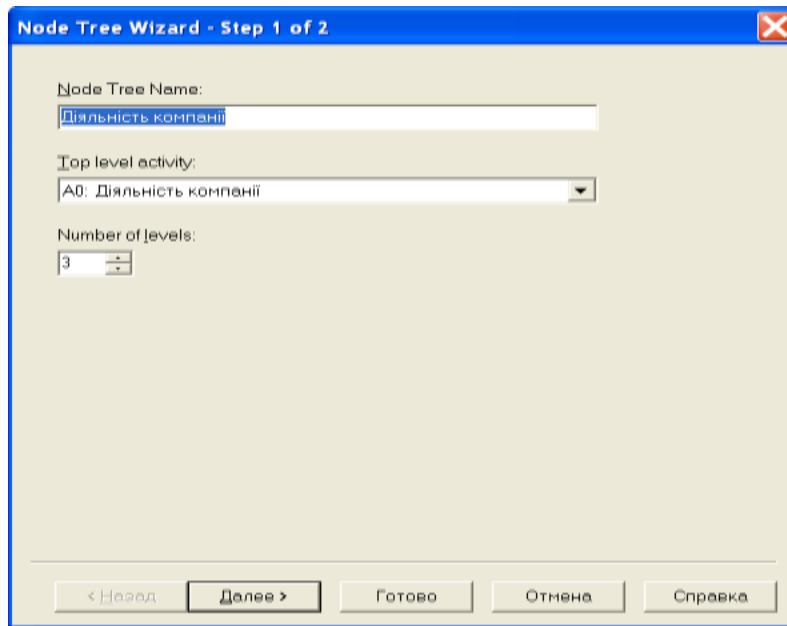 Node Tree Wizard - Step 1 of 2
Node Tree Name:
Діяльність компанії
Top level activity:
A0: Діяльність компанії
Number of levels:
3
< Назад Далее > Готово Отмена Справка